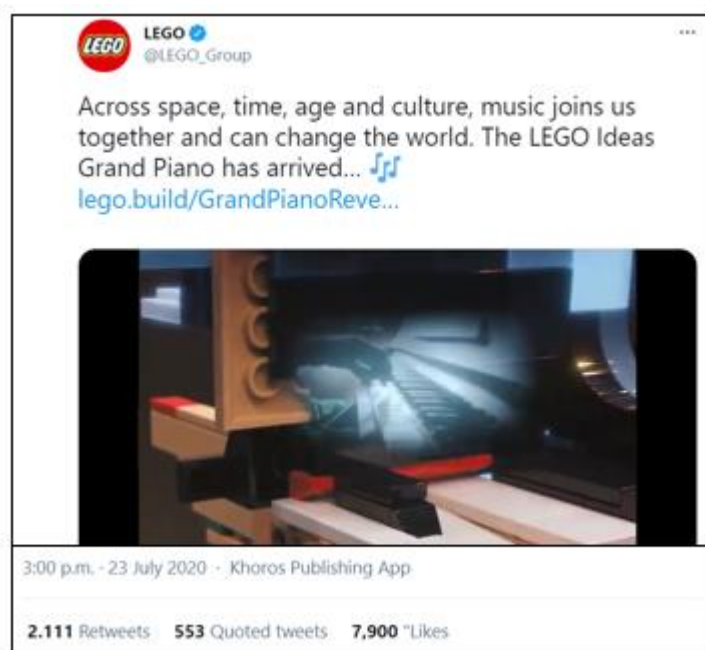 LEGO
LEGO
@LEGO_Group
Across space, time, age and culture, music joins us
together and can change the world. The LEGO Ideas
Grand Piano has arrived...
lego.build/GrandPianoReve...
3:00 p.m. - 23 July 2020 · Khoros Publishing App
2.111 Retweets 553 Quoted tweets 7,900 "Likes